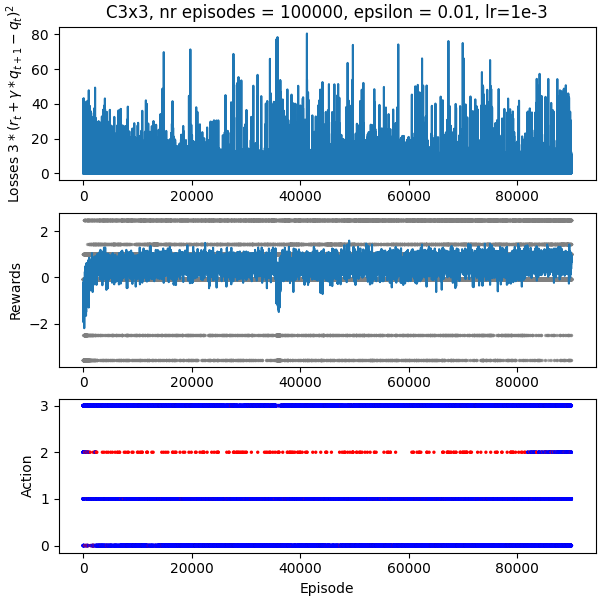 C3x3, nr episodes = 100000, epsilon = 0.01, lr=1e-3
Losses 3 * (r_t + γ * q_{t+1} − q_t)^2
80
60
40
20
0
0 20000 40000 60000 80000
Rewards
2
0
−2
0 20000 40000 60000 80000
Action
3
2
1
0
0 20000 40000 60000 80000
Episode